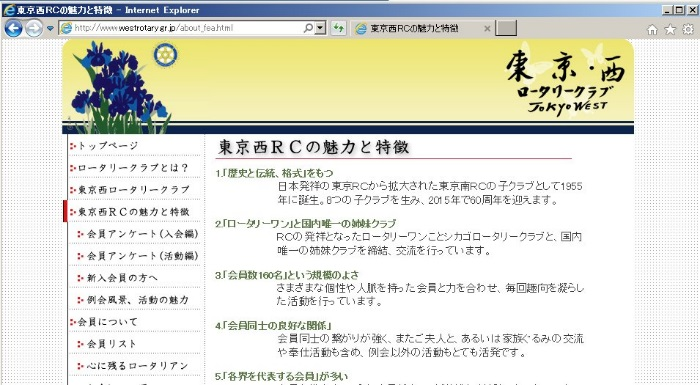 東京西RCの魅力と特徴 - Internet Explorer
http://www.westrotary.gr.jp/about_fea.html
東京西RCの魅力と特徴
東京・西
ロータリークラブ
TOKYO WEST
トップページ
ロータリークラブとは？
東京西ロータリークラブ
東京西ＲＣの魅力と特徴
会員アンケート(入会編)
会員アンケート(活動編)
新入会員の方へ
例会風景、活動の魅力
会員について
会員リスト
心に残るロータリアン
東京西ＲＣの魅力と特徴
1.「歴史と伝統、格式」をもつ
日本発祥の東京RCから拡大された東京南RCの子クラブとして1955
年に誕生。8つの子クラブを生み、2015年で60周年を迎えます。
2.「ロータリーワン」と国内唯一の姉妹クラブ
RCの発祥となったロータリーワンことシカゴロータリークラブと、国内
唯一の姉妹クラブを締結、交流を行っています。
3.「会員数160名」という規模のよさ
さまざまな個性や人脈を持った会員と力を合わせ、毎回趣向を凝らし
た活動を行っています。
4.「会員同士の良好な関係」
会員同士の繋がりが強く、またご夫人と、あるいは家族ぐるみの交流
や奉仕活動も含め、例会以外の活動もとても活発です。
5.「各界を代表する会員」が多い